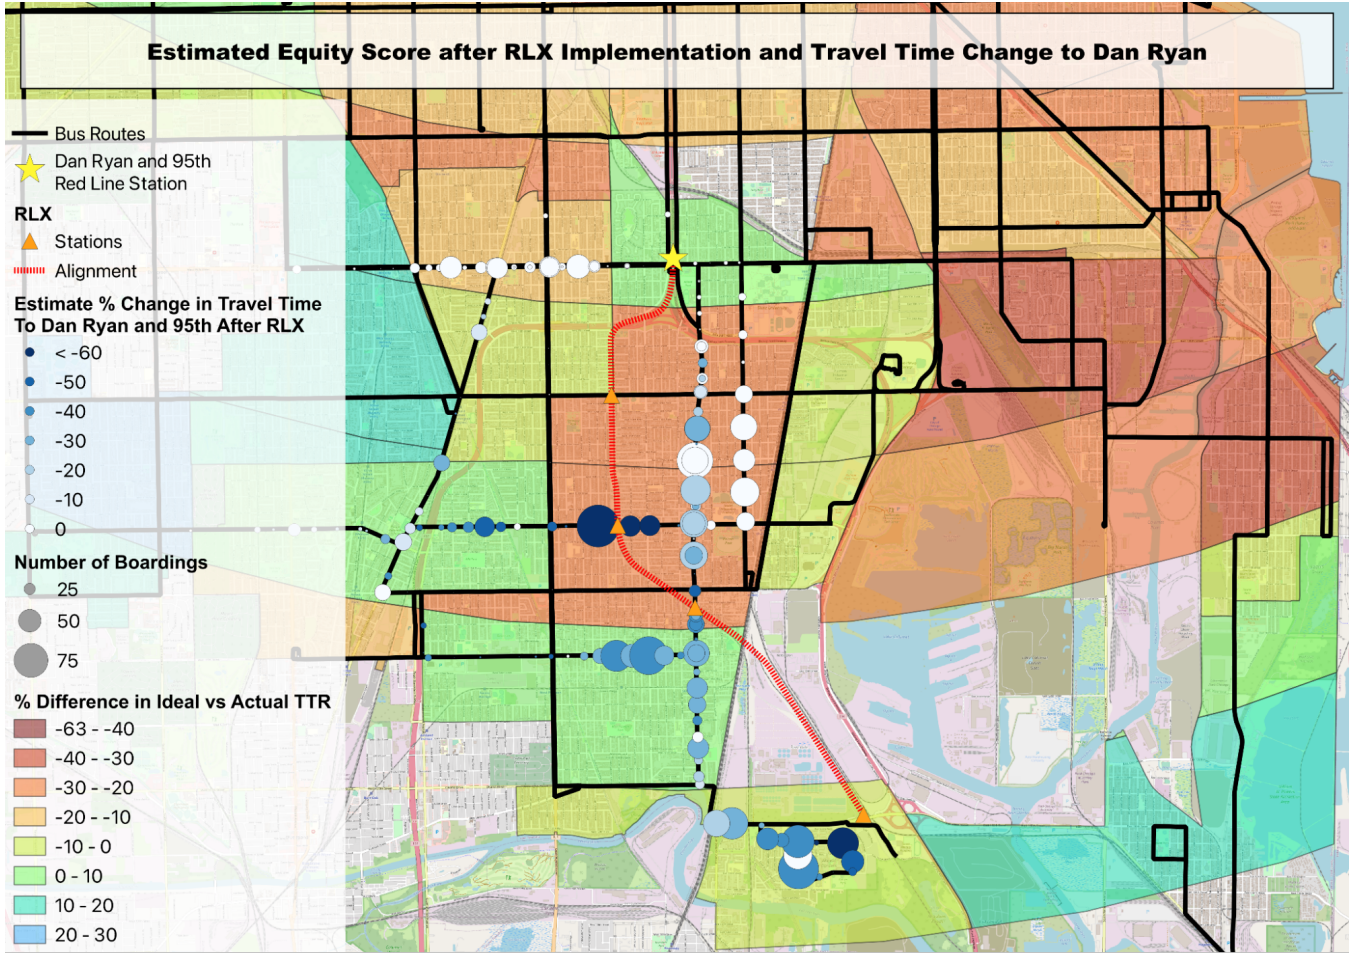 Estimated Equity Score after RLX Implementation and Travel Time Change to Dan Ryan
Bus Routes
Dan Ryan and 95th
Red Line Station
RLX
Stations
Alignment
Estimate % Change in Travel Time
To Dan Ryan and 95th After RLX
< -60
-50
-40
-30
-20
-10
0
Number of Boardings
25
50
75
% Difference in Ideal vs Actual TTR
-63 - -40
-40 - -30
-30 - -20
-20 - -10
-10 - 0
0 - 10
10 - 20
20 - 30